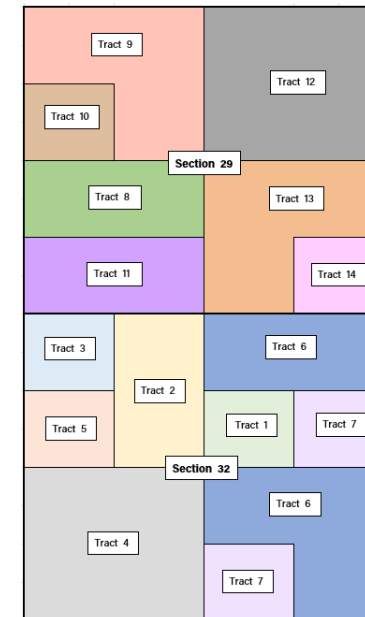 Tract 9
Tract 12
Tract 10
Section 29
Tract 8
Tract 13
Tract 11
Tract 14
Tract 3
Tract 6
Tract 2
Tract 5
Tract 1
Tract 7
Section 32
Tract 6
Tract 4
Tract 7